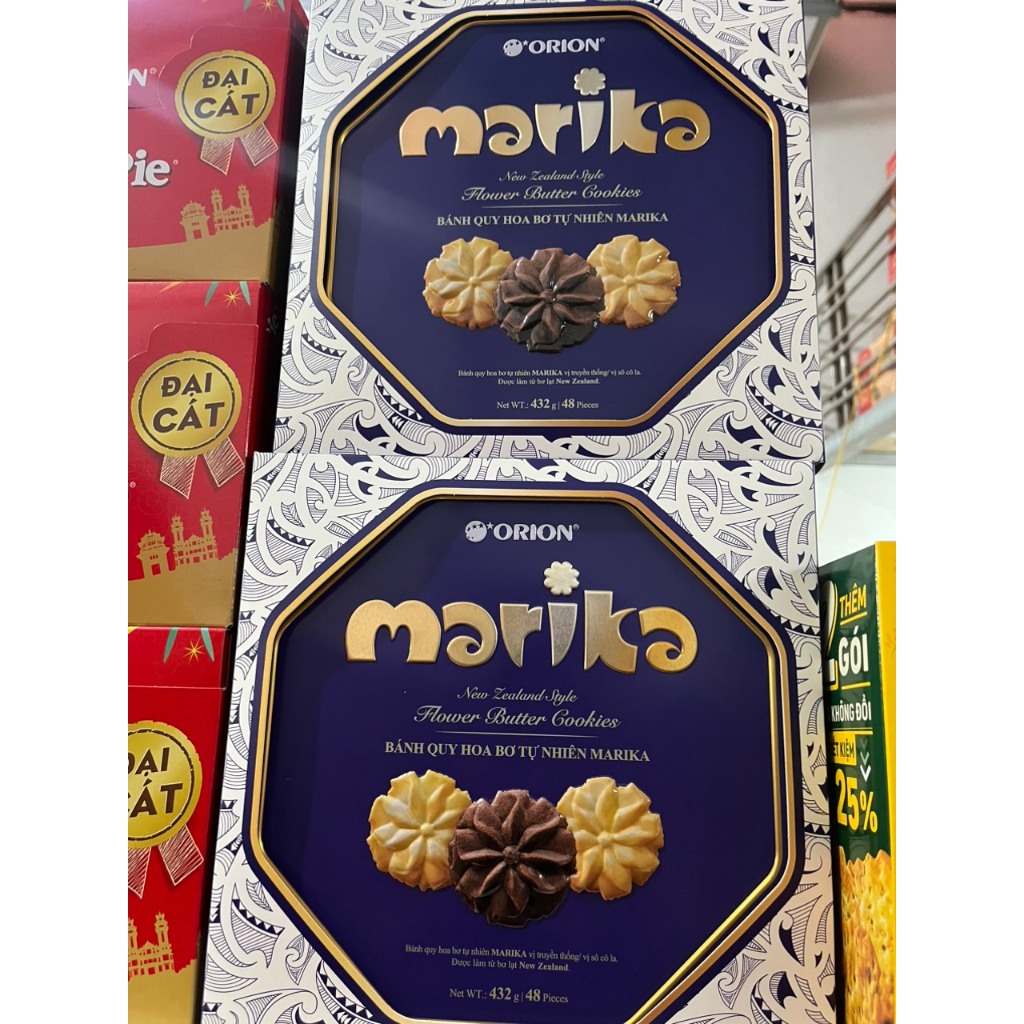 ORION®
marika
New Zealand Style
Flower Butter Cookies
BÁNH QUY HOA BƠ TỰ NHIÊN MARIKA
Bánh quy hoa bơ tự nhiên MARIKA vị truyền thống/ vị sô cô la.
Được làm từ bơ lạt New Zealand.
Net WT.: 432 g | 48 Pieces
ORION®
marika
New Zealand Style
Flower Butter Cookies
BÁNH QUY HOA BƠ TỰ NHIÊN MARIKA
Bánh quy hoa bơ tự nhiên MARIKA vị truyền thống/ vị sô cô la.
Được làm từ bơ lạt New Zealand.
Net WT.: 432 g | 48 Pieces
N®
ĐẠI
CÁT
Pie®
ĐẠI
CÁT
ĐẠI
CÁT
2 THÊM
GÓI
KHÔNG ĐỔI
25%